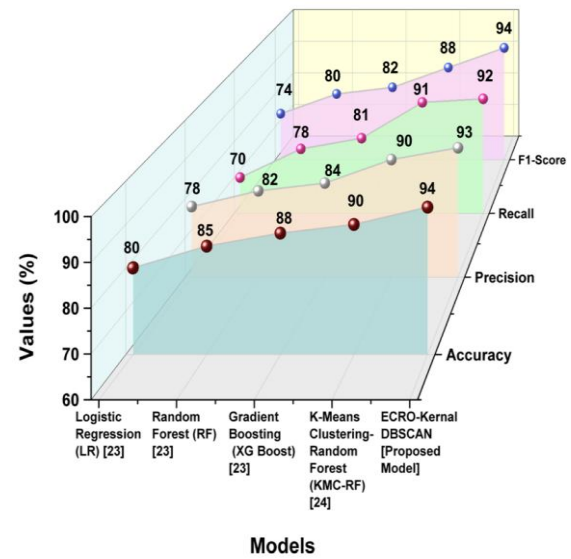 94
88
82
80
74
92
91
81
78
70
93
90
84
82
78
94
90
88
85
80
100
90
80
70
60
Values (%)
F1-Score
Recall
Precision
Accuracy
Logistic
Regression
(LR) [23]
Random
Forest (RF)
[23]
Gradient
Boosting
(XG Boost)
[23]
K-Means
Clustering-
Random
Forest
(KMC-RF)
[24]
ECRO-Kernal
DBSCAN
[Proposed
Model]
Models